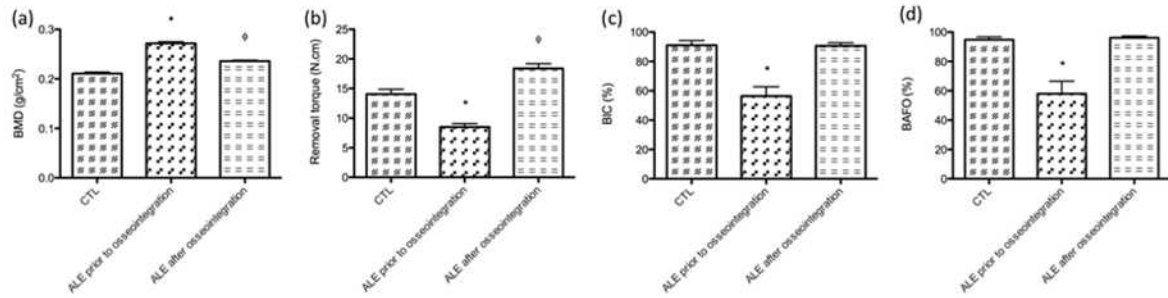 (a)
BMD (g/cm²)
0.3
0.2
0.1
0.0
*
◊
CTL
ALE prior to osseointegration
ALE after osseointegration
(b)
Removal torque (N.cm)
25
20
15
10
5
0
*
◊
CTL
ALE prior to osseointegration
ALE after osseointegration
(c)
BIC (%)
100
80
60
40
20
0
*
CTL
ALE prior to osseointegration
ALE after osseointegration
(d)
BAFO (%)
100
80
60
40
20
0
*
CTL
ALE prior to osseointegration
ALE after osseointegration